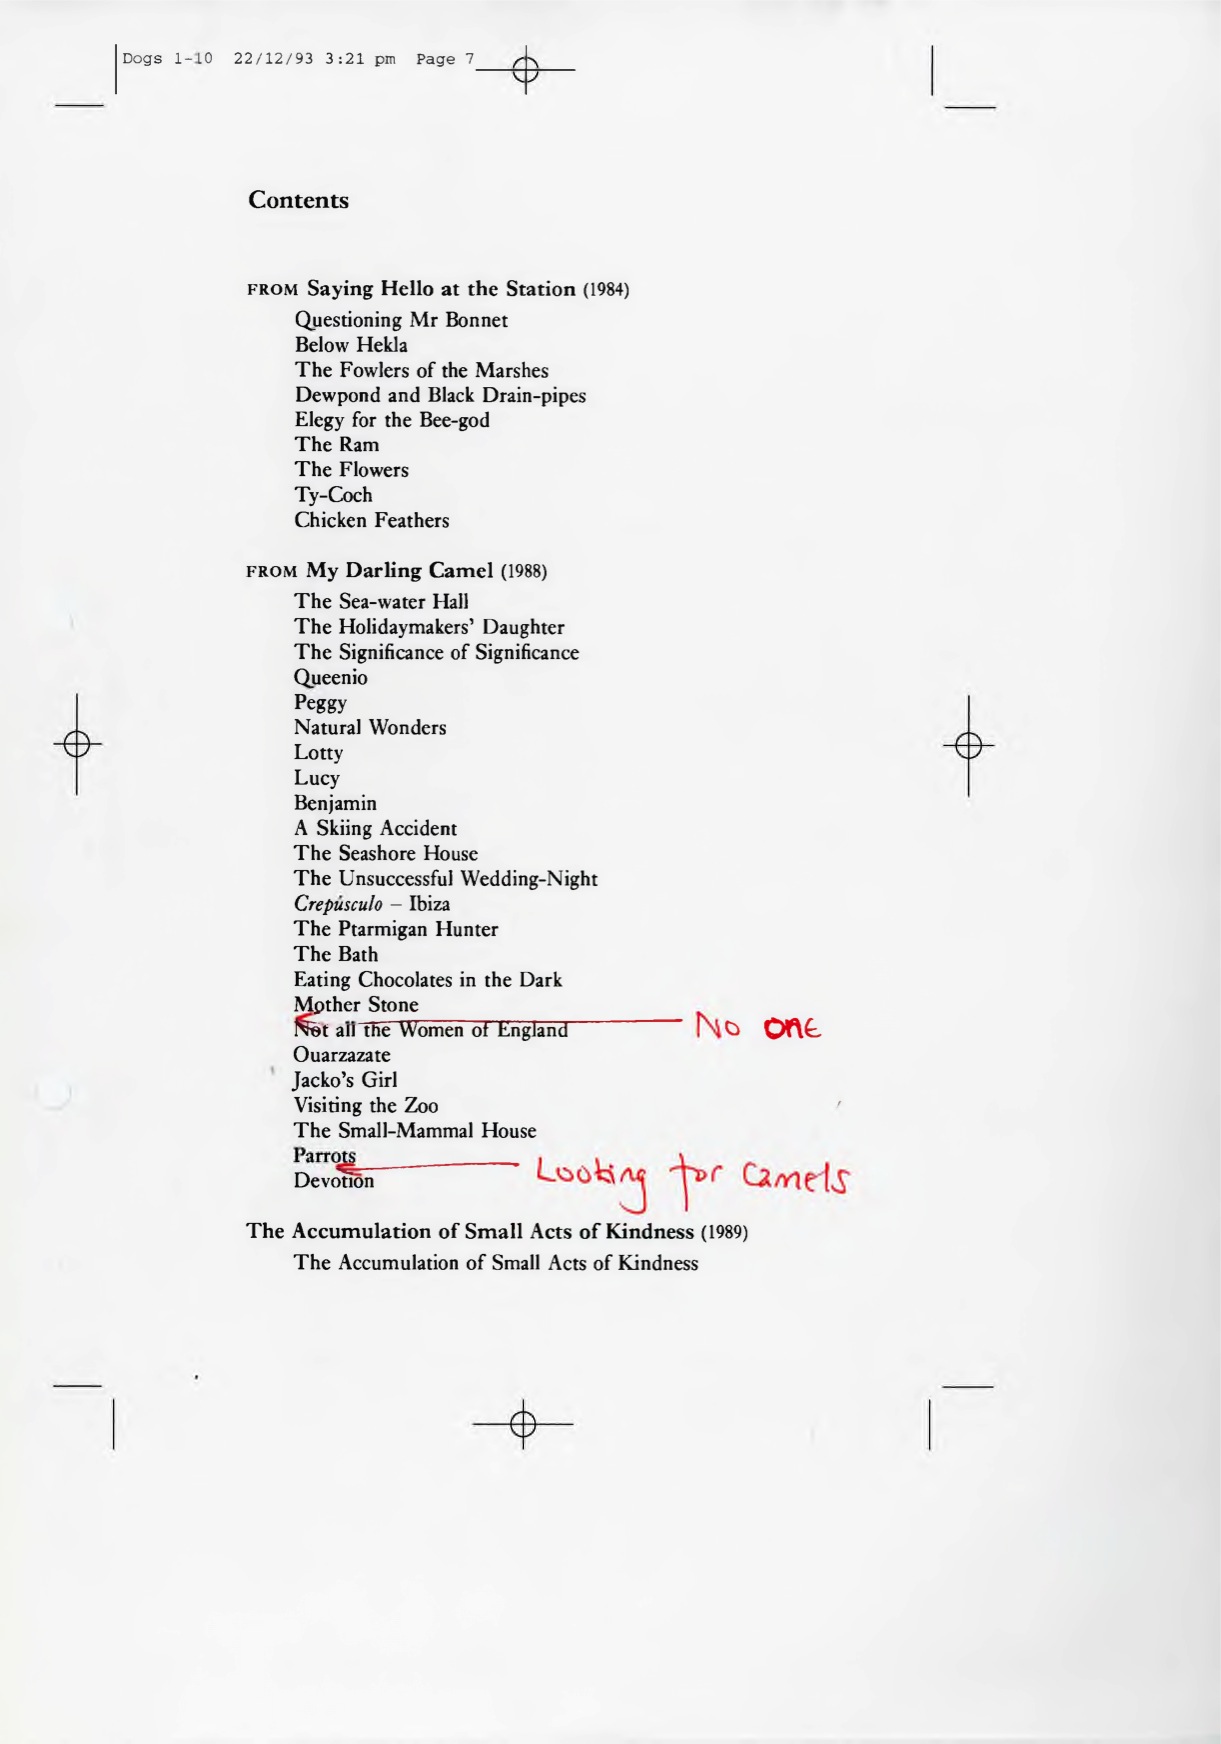 Dogs 1-10 22/12/93 3:21 pm Page 7
Contents
FROM Saying Hello at the Station (1984)
Questioning Mr Bonnet
Below Hekla
The Fowlers of the Marshes
Dewpond and Black Drain-pipes
Elegy for the Bee-god
The Ram
The Flowers
Ty-Coch
Chicken Feathers
FROM My Darling Camel (1988)
The Sea-water Hall
The Holidaymakers' Daughter
The Significance of Significance
Queenio
Peggy
Natural Wonders
Lotty
Lucy
Benjamin
A Skiing Accident
The Seashore House
The Unsuccessful Wedding-Night
Crepúsculo – Ibiza
The Ptarmigan Hunter
The Bath
Eating Chocolates in the Dark
Mother Stone
No one
Not all the Women of England
Ouarzazate
Jacko's Girl
Visiting the Zoo
The Small-Mammal House
Parrots
Looking for Camels
Devotion
The Accumulation of Small Acts of Kindness (1989)
The Accumulation of Small Acts of Kindness